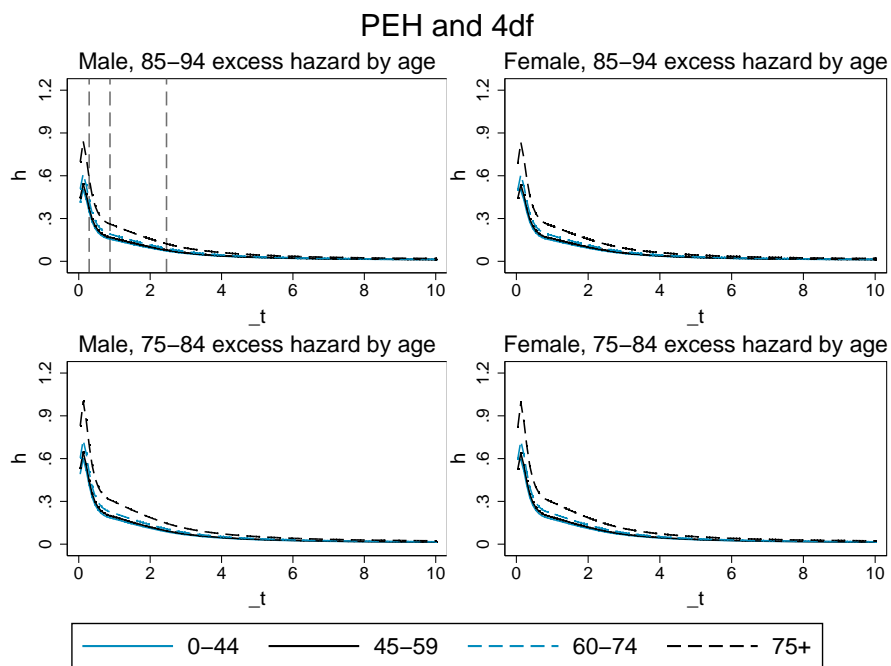 PEH and 4df
Male, 85−94 excess hazard by age
h
0 .3 .6 .9 1.2
0 2 4 6 8 10
_t
Female, 85−94 excess hazard by age
h
0 .3 .6 .9 1.2
0 2 4 6 8 10
_t
Male, 75−84 excess hazard by age
h
0 .3 .6 .9 1.2
0 2 4 6 8 10
_t
Female, 75−84 excess hazard by age
h
0 .3 .6 .9 1.2
0 2 4 6 8 10
_t
0−44 45−59 60−74 75+